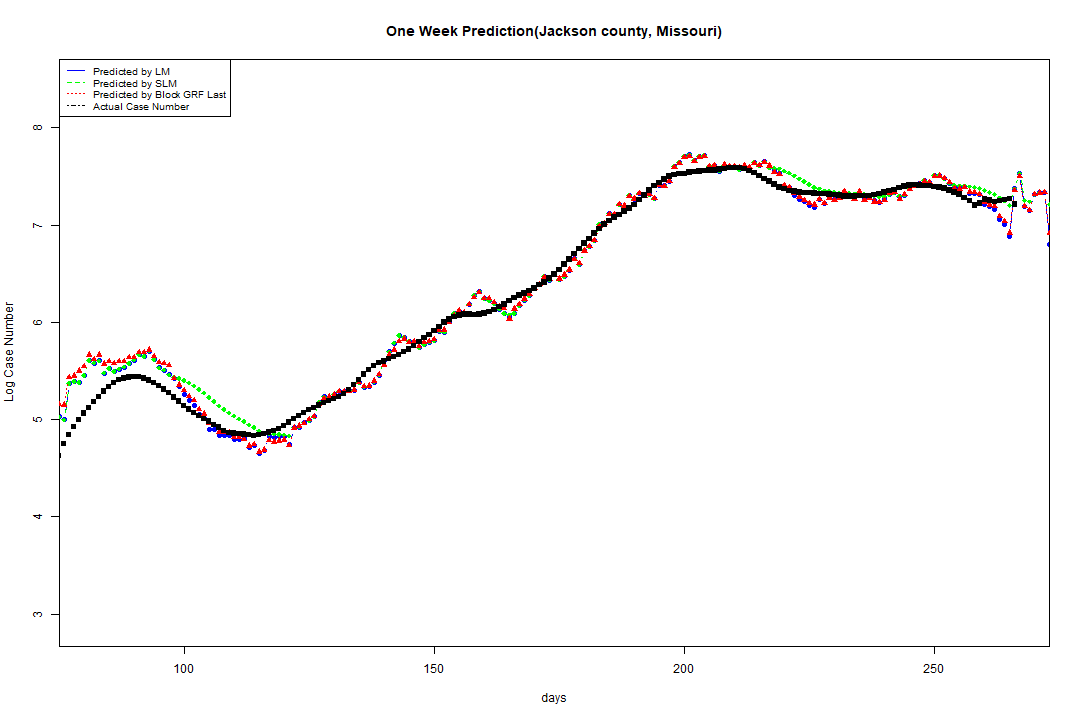 One Week Prediction(Jackson county, Missouri)
Predicted by LM
Predicted by SLM
Predicted by Block GRF Last
Actual Case Number
8
7
6
5
4
3
Log Case Number
100 150 200 250
days